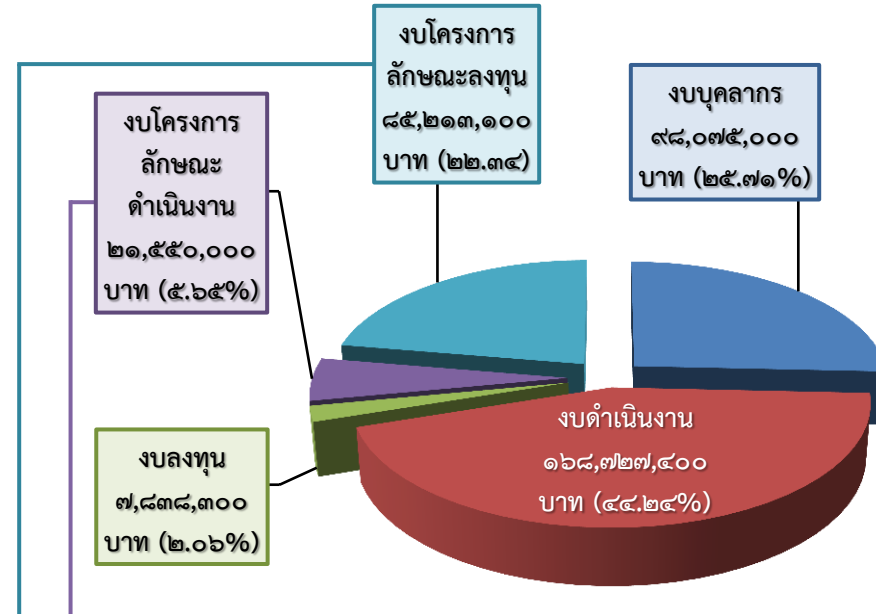 งบโครงการ
ลักษณะลงทุน
๘๕,๒๑๓,๑๐๐
บาท (๒๒.๓๔)
งบบุคลากร
๙๘,๐๗๕,๐๐๐
บาท (๒๕.๗๑%)
งบโครงการ
ลักษณะ
ดำเนินงาน
๒๑,๕๕๐,๐๐๐
บาท (๕.๖๕%)
งบดำเนินงาน
๑๖๘,๗๒๗,๔๐๐
บาท (๔๔.๒๔%)
งบลงทุน
๗,๘๓๘,๓๐๐
บาท (๒.๐๖%)